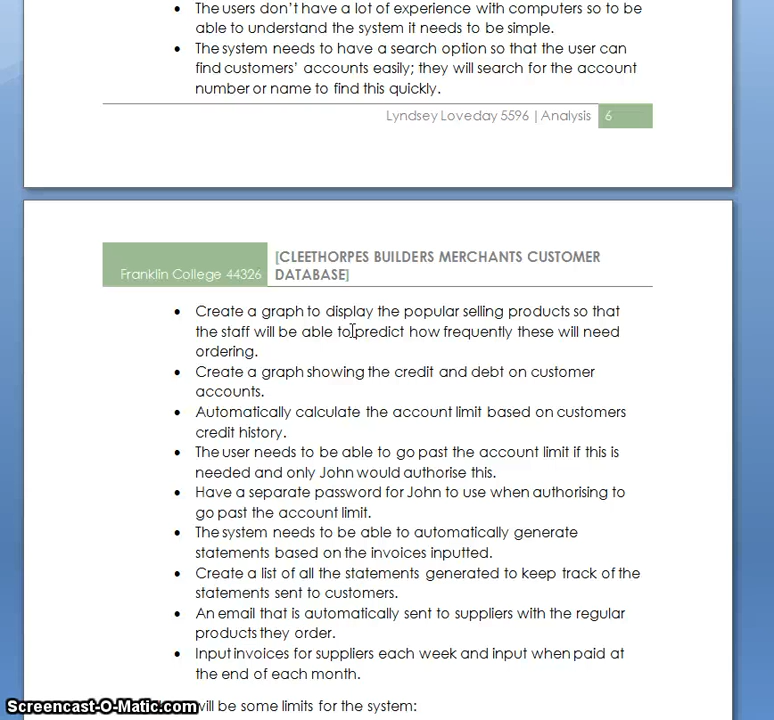 The users don't have a lot of experience with computers so to be
able to understand the system it needs to be simple.
The system needs to have a search option so that the user can
find customers' accounts easily; they will search for the account
number or name to find this quickly.
Lyndsey Loveday 5596 | Analysis 6
Franklin College 44326
[CLEETHORPES BUILDERS MERCHANTS CUSTOMER
DATABASE]
Create a graph to display the popular selling products so that
the staff will be able to predict how frequently these will need
ordering.
Create a graph showing the credit and debt on customer
accounts.
Automatically calculate the account limit based on customers
credit history.
The user needs to be able to go past the account limit if this is
needed and only John would authorise this.
Have a separate password for John to use when authorising to
go past the account limit.
The system needs to be able to automatically generate
statements based on the invoices inputted.
Create a list of all the statements generated to keep track of the
statements sent to customers.
An email that is automatically sent to suppliers with the regular
products they order.
Input invoices for suppliers each week and input when paid at
the end of each month.
will be some limits for the system:
Screencast-O-Matic.com